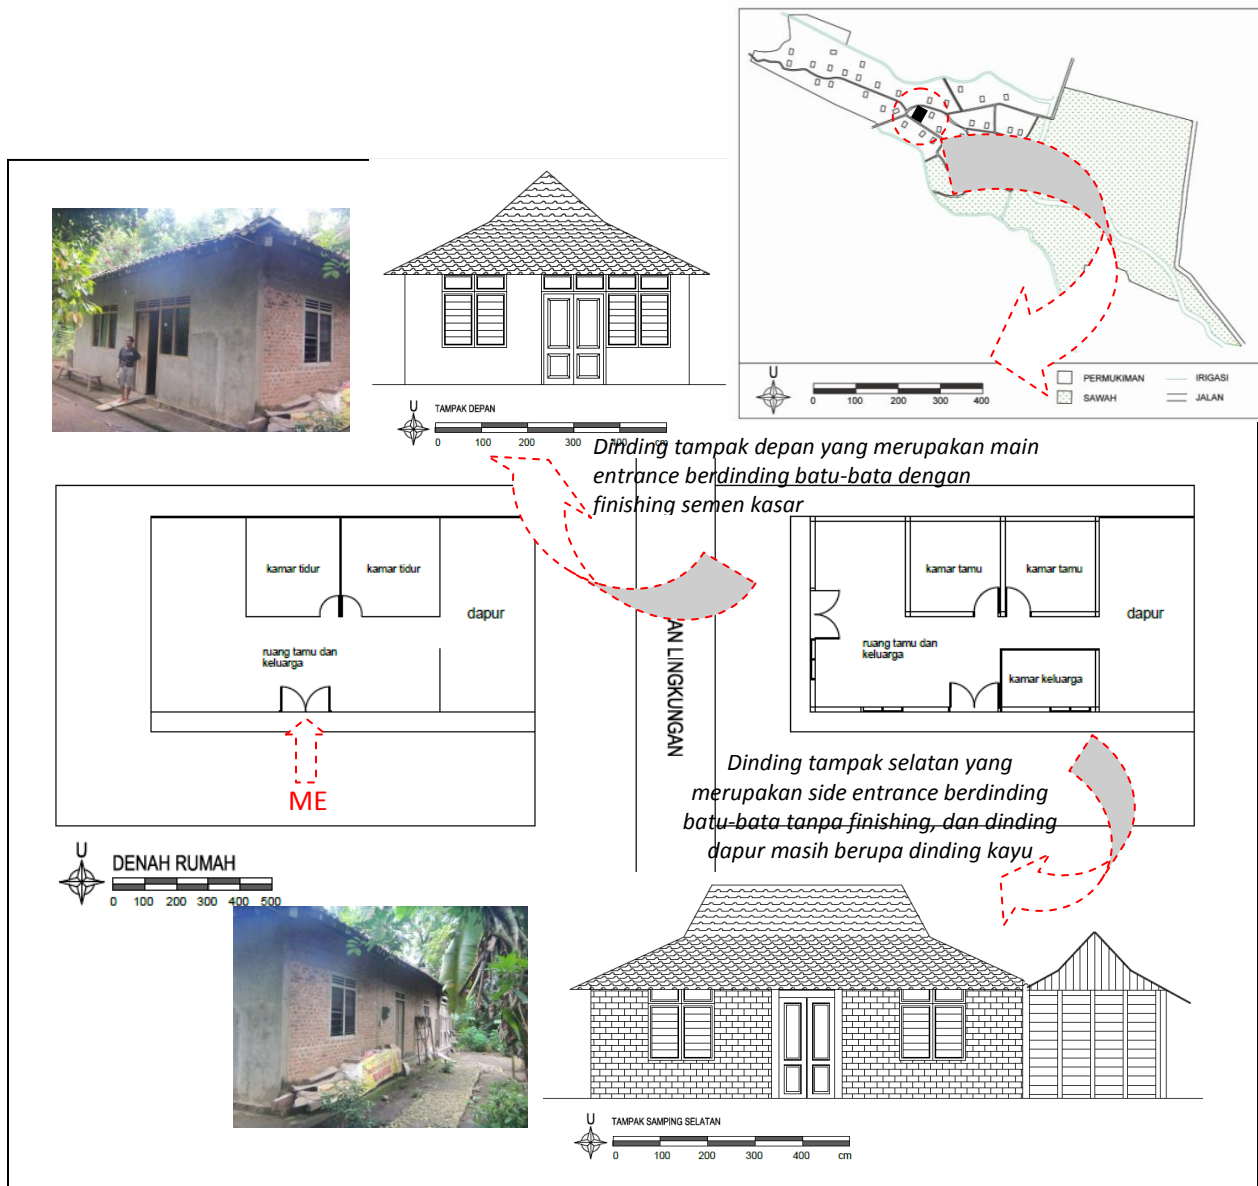 U
PERMUKIMAN
IRIGASI
SAWAH
JALAN
0 100 200 300 400
U
TAMPAK DEPAN
0 100 200 300 400 cm
Dinding tampak depan yang merupakan main
entrance berdinding batu-bata dengan
finishing semen kasar
kamar tidur
kamar tidur
dapur
ruang tamu dan
keluarga
ME
AN LINGKUNGAN
kamar tamu
kamar tamu
dapur
ruang tamu dan
keluarga
kamar keluarga
Dinding tampak selatan yang
merupakan side entrance berdinding
batu-bata tanpa finishing, dan dinding
dapur masih berupa dinding kayu
U
DENAH RUMAH
0 100 200 300 400 500
U
TAMPAK SAMPING SELATAN
0 100 200 300 400 cm